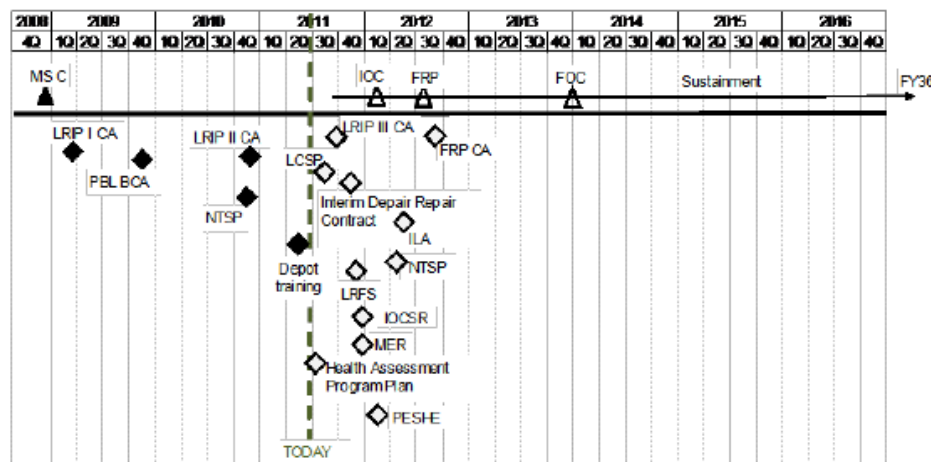 2008 2009 2010 2011 2012 2013 2014 2015 2016
4Q 1Q 2Q 3Q 4Q 1Q 2Q 3Q 4Q 1Q 2Q 3Q 4Q 1Q 2Q 3Q 4Q 1Q 2Q 3Q 4Q 1Q 2Q 3Q 4Q 1Q 2Q 3Q 4Q 1Q 2Q 3Q 4Q
MS C
IOC
FRP
FOC
Sustainment
FY36
LRIP I CA
LRIP II CA
LRIP III CA
PBL BCA
LCSP
FRP CA
NTSP
Interim Depair Repair
Contract
ILA
Depot
training
NTSP
LRFS
IOCSR
MER
Health Assessment
Program Plan
PESHE
TODAY